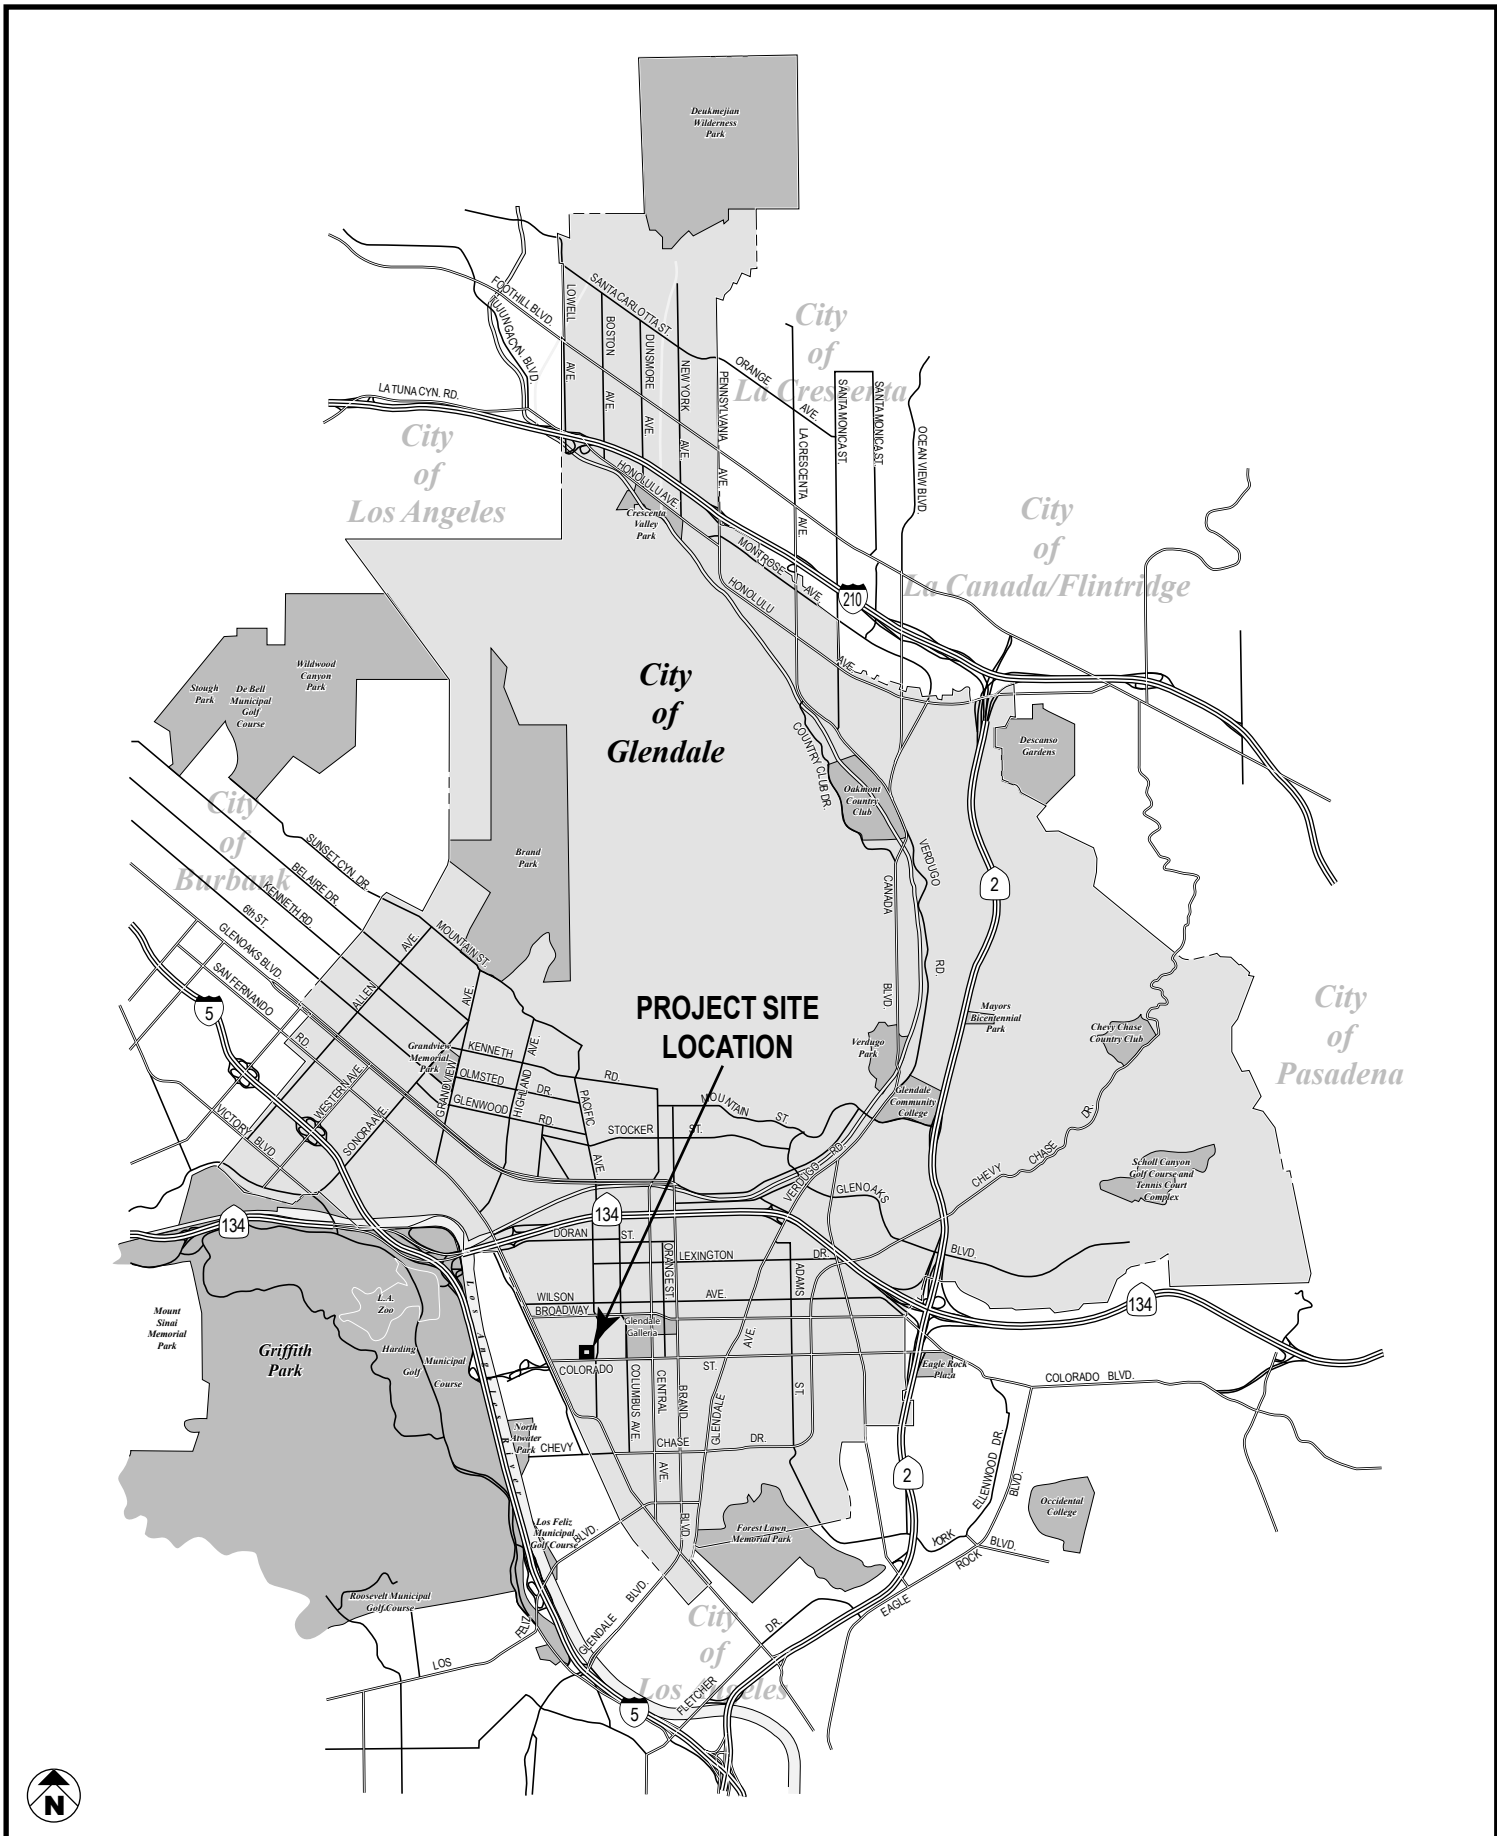 Deukmejian
Wilderness
Park
SANTA CARLOTTA ST.
FOOTHILL BLVD.
TUJUNGA CYN. BLVD.
LOWELL
AVE.
BOSTON
AVE.
DUNSMORE
AVE.
NEW YORK
AVE.
PENNSYLVANIA
AVE.
City
of
La Crescenta
ORANGE
AVE.
LA CRESCENTA
AVE.
SANTA MONICA ST.
SANTA MONICA ST.
OCEAN VIEW BLVD.
LA TUNA CYN. RD.
City
of
Los Angeles
HONOLULU AVE.
Crescenta
Valley
Park
City
of
La Canada/Flintridge
MONTROSE
AVE.
HONOLULU
AVE.
210
City
of
Glendale
Wildwood
Canyon
Park
Stough
Park
De Bell
Municipal
Golf
Course
Descanso
Gardens
COUNTRY CLUB DR.
Oakmont
Country
Club
City
of
Burbank
SUNSET CYN. DR.
BELAIRE DR.
KENNETH RD.
6th ST.
GLENOAKS BLVD.
SAN FERNANDO
RD.
Brand
Park
VERDUGO
RD.
CANADA
BLVD.
2
MOUNTAIN ST.
ALLEN
AVE.
5
PROJECT SITE
LOCATION
Mayors
Bicentennial
Park
Verdugo
Park
Glendale
Community
College
Chevy Chase
Country Club
City
of
Pasadena
Grandview
Memorial
Park
KENNETH
RD.
OLMSTED
DR.
GLENWOOD
RD.
GRANDVIEW
AVE.
HIGHLAND
AVE.
PACIFIC
AVE.
WESTERN AVE.
SONORA AVE.
VICTORY BLVD
MOUNTAIN
ST.
STOCKER
ST.
VERDUGO RD
GLENOAKS
BLVD.
CHEVY
CHASE
DR.
Scholl Canyon
Golf Course and
Tennis Court
Complex
134
134
134
DORAN
ST.
ORANGE ST.
LEXINGTON
DR.
ADAMS
ST.
WILSON
AVE.
BROADWAY
Glendale
Galleria
COLORADO
ST.
Mount
Sinai
Memorial
Park
L.A.
Zoo
Griffith
Park
Harding
Golf
Municipal
Course
Los Angeles River
Eagle Rock
Plaza
COLORADO BLVD.
COLUMBUS AVE.
CENTRAL
AVE.
BRAND
BLVD.
GLENDALE
AVE.
North
Atwater
Park
CHEVY
CHASE
DR.
2
ELLENWOOD DR.
Occidental
College
Los Feliz
Municipal
Golf Course
BLVD.
Forest Lawn
Memorial Park
YORK
BLVD.
EAGLE
ROCK
BLVD.
Roosevelt Municipal
Golf Course
LOS
FELIZ
GLENDALE
BLVD.
City
of
Los Angeles
FLETCHER
DR.
5
N